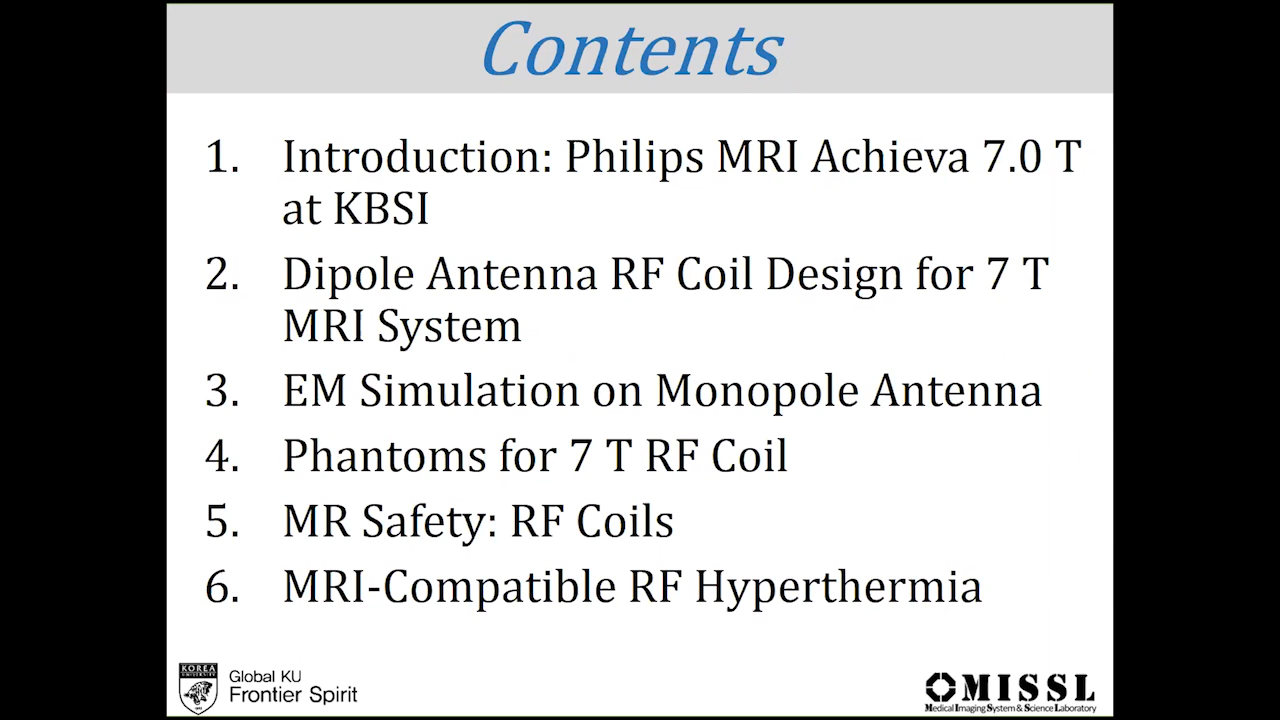 Contents
1. Introduction: Philips MRI Achieva 7.0 T
at KBSI
2. Dipole Antenna RF Coil Design for 7 T
MRI System
3. EM Simulation on Monopole Antenna
4. Phantoms for 7 T RF Coil
5. MR Safety: RF Coils
6. MRI-Compatible RF Hyperthermia
KOREA
UNIVERSITY
Global KU
Frontier Spirit
MISSL
Medical Imaging System & Science Laboratory